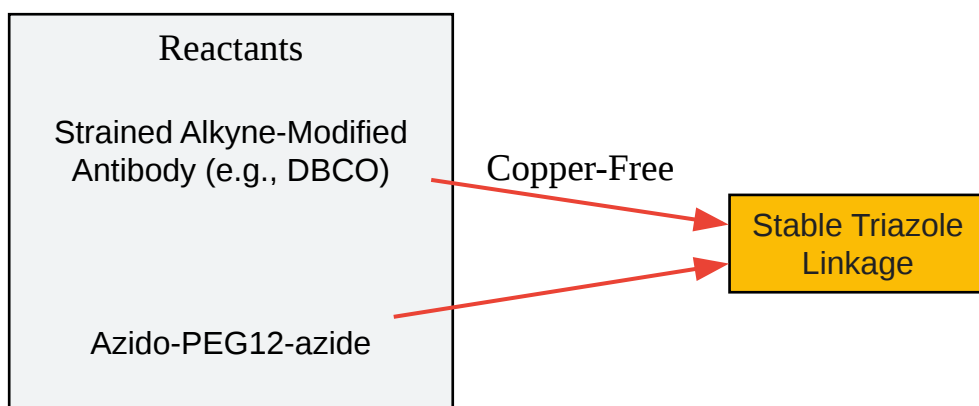 Reactants
Strained Alkyne-Modified
Antibody (e.g., DBCO)
Copper-Free
Stable Triazole
Linkage
Azido-PEG12-azide